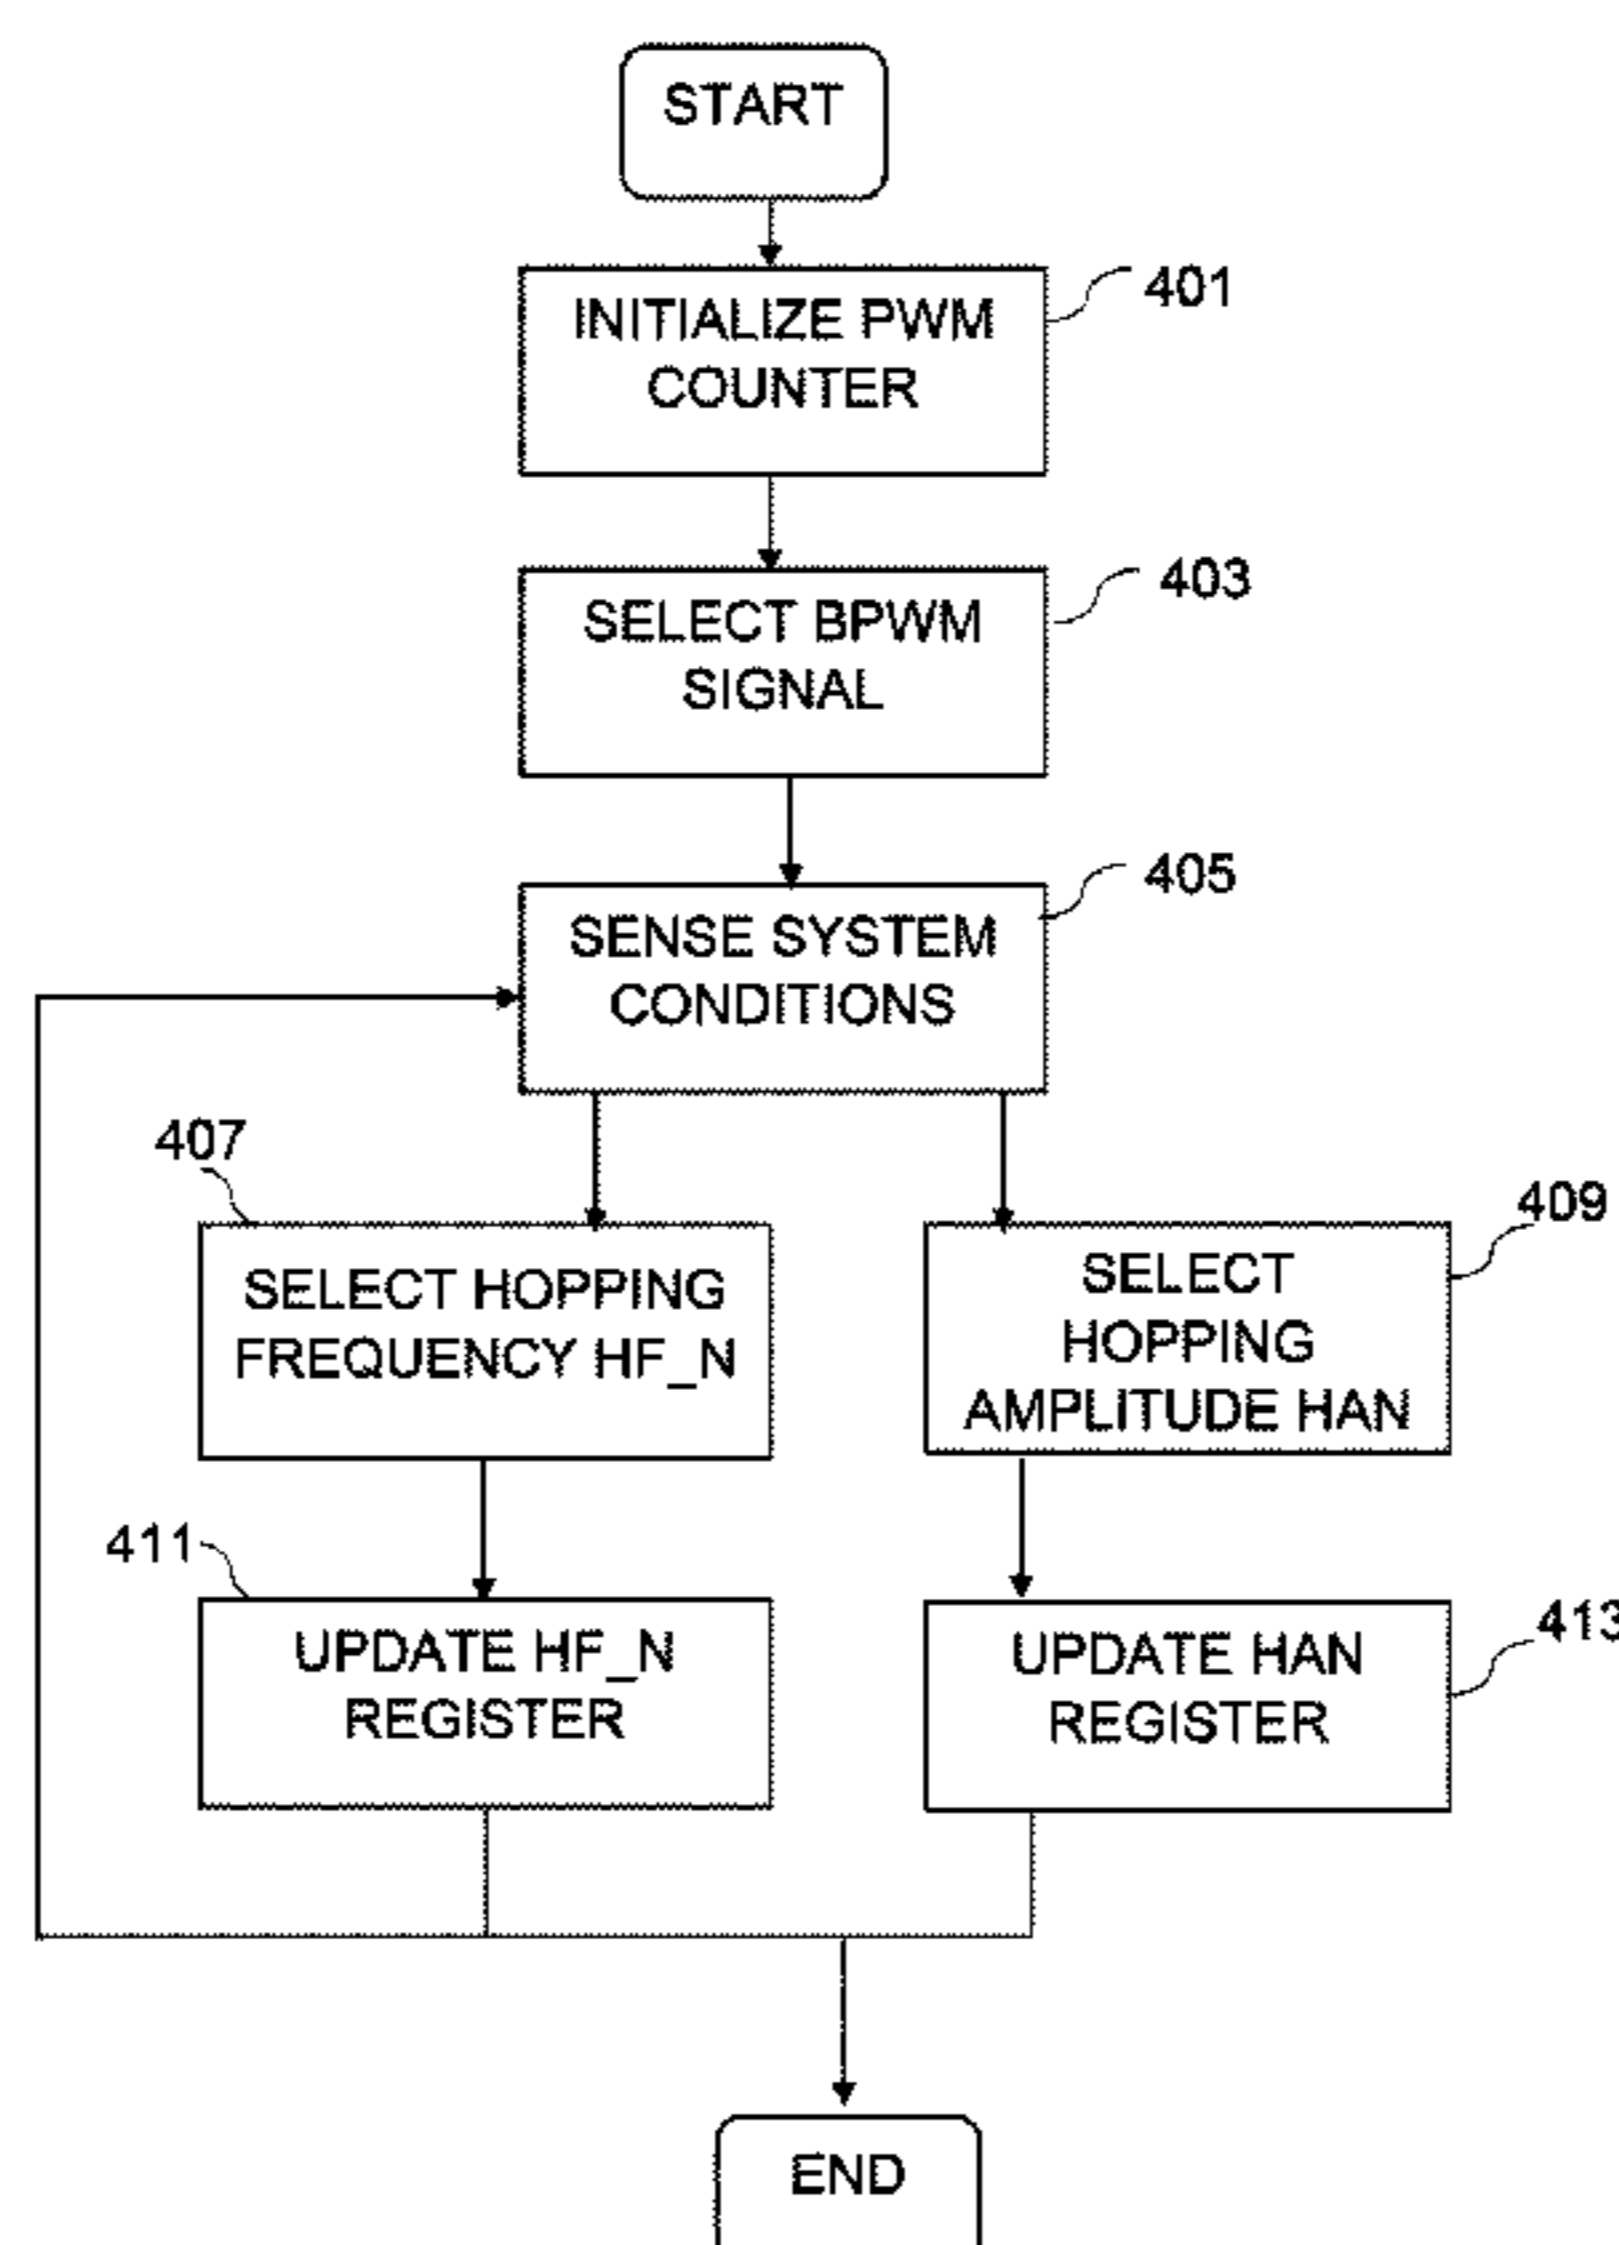 START
INITIALIZE PWM
COUNTER
401
SELECT BPWM
SIGNAL
403
SENSE SYSTEM
CONDITIONS
405
407
SELECT HOPPING
FREQUENCY HF_N
409
SELECT
HOPPING
AMPLITUDE HAN
411
UPDATE HF_N
REGISTER
413
UPDATE HAN
REGISTER
END